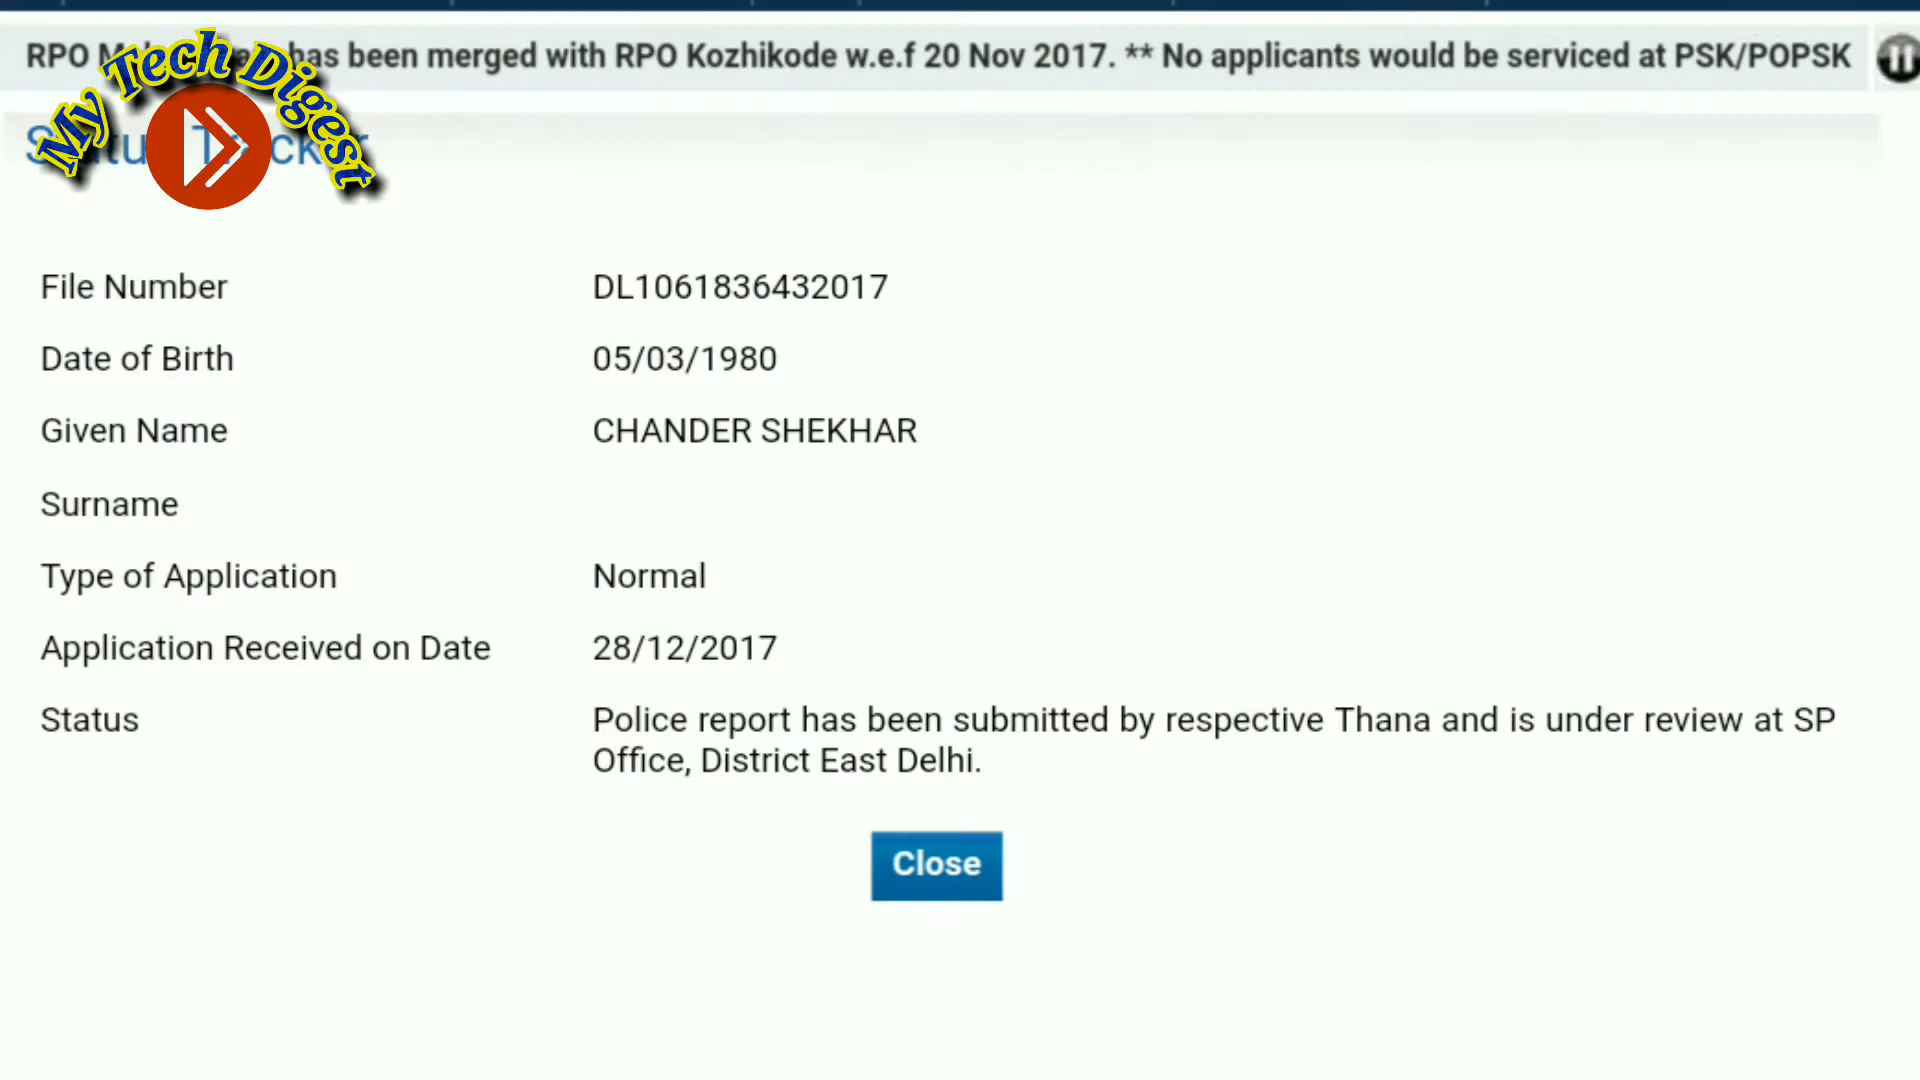 RPO has been merged with RPO Kozhikode w.e.f 20 Nov 2017. ** No applicants would be serviced at PSK/POPSK
My Tech Digest
Status Tracker
File Number DL1061836432017
Date of Birth 05/03/1980
Given Name CHANDER SHEKHAR
Surname
Type of Application Normal
Application Received on Date 28/12/2017
Status Police report has been submitted by respective Thana and is under review at SP
Office, District East Delhi.
Close